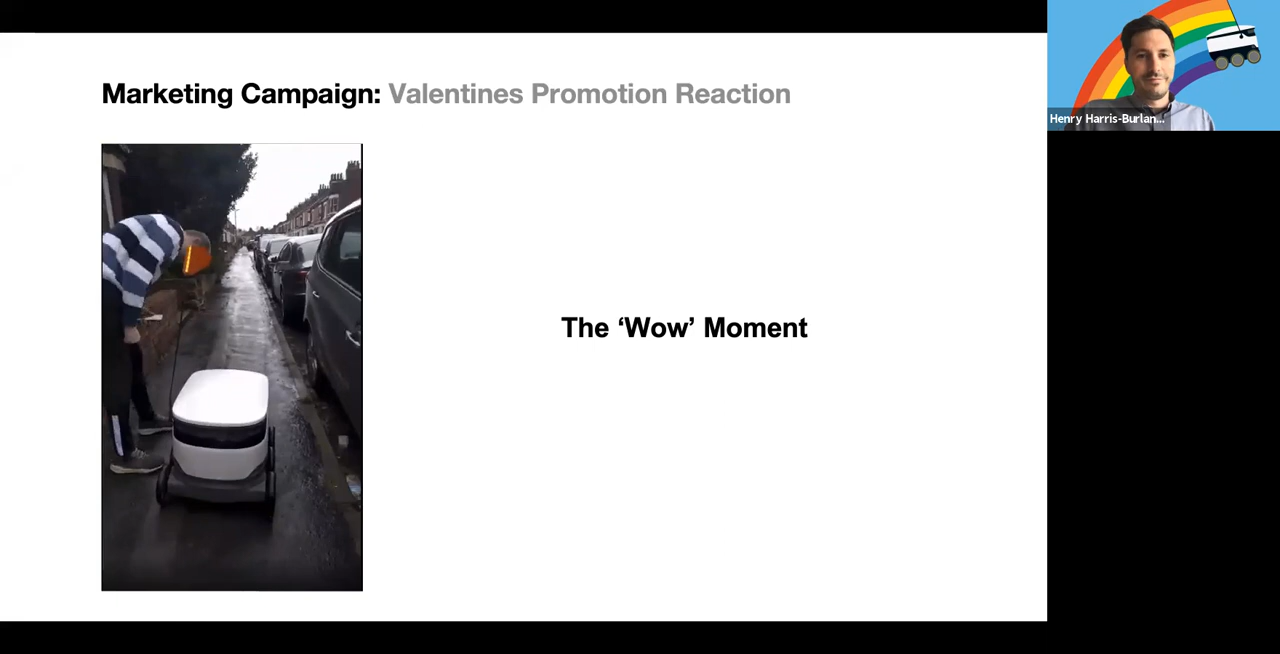 Marketing Campaign: Valentines Promotion Reaction
Henry Harris-Burlan...
The ‘Wow’ Moment